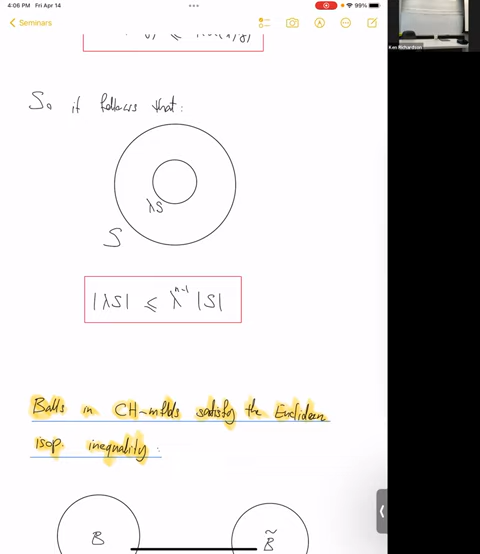 4:06 PM Fri Apr 14
99%
Seminars
Ken Richardson
So it follows that:
λS
S
|λS| ⩽ λⁿ⁻¹ |S|
Balls in CH-mflds satisfy the Euclidean
isop. inequality:
B
B̃